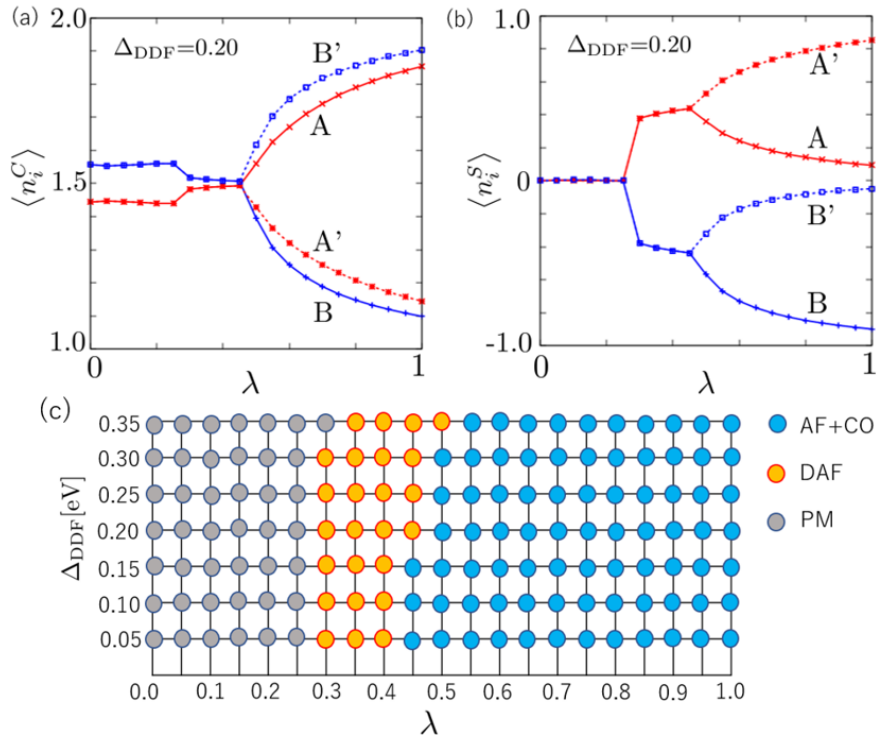 (a)
2.0
Δ_DDF=0.20
B'
A
⟨n_i^C⟩
1.5
A'
B
1.0
0
λ
1
(b)
1.0
Δ_DDF=0.20
A'
A
⟨n_i^S⟩
0
B'
B
-1.0
0
λ
1
(c)
0.35
0.30
0.25
0.20
0.15
0.10
0.05
Δ_DDF[eV]
0.0 0.1 0.2 0.3 0.4 0.5 0.6 0.7 0.8 0.9 1.0
λ
AF+CO
DAF
PM